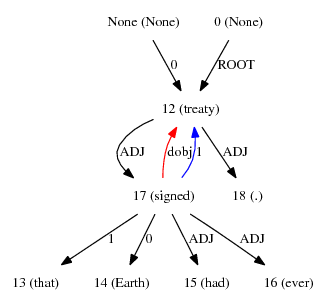 None (None) 0 (None)
0 ROOT
12 (treaty)
ADJ dobj 1 ADJ
17 (signed) 18 (.)
1 0 ADJ ADJ
13 (that) 14 (Earth) 15 (had) 16 (ever)